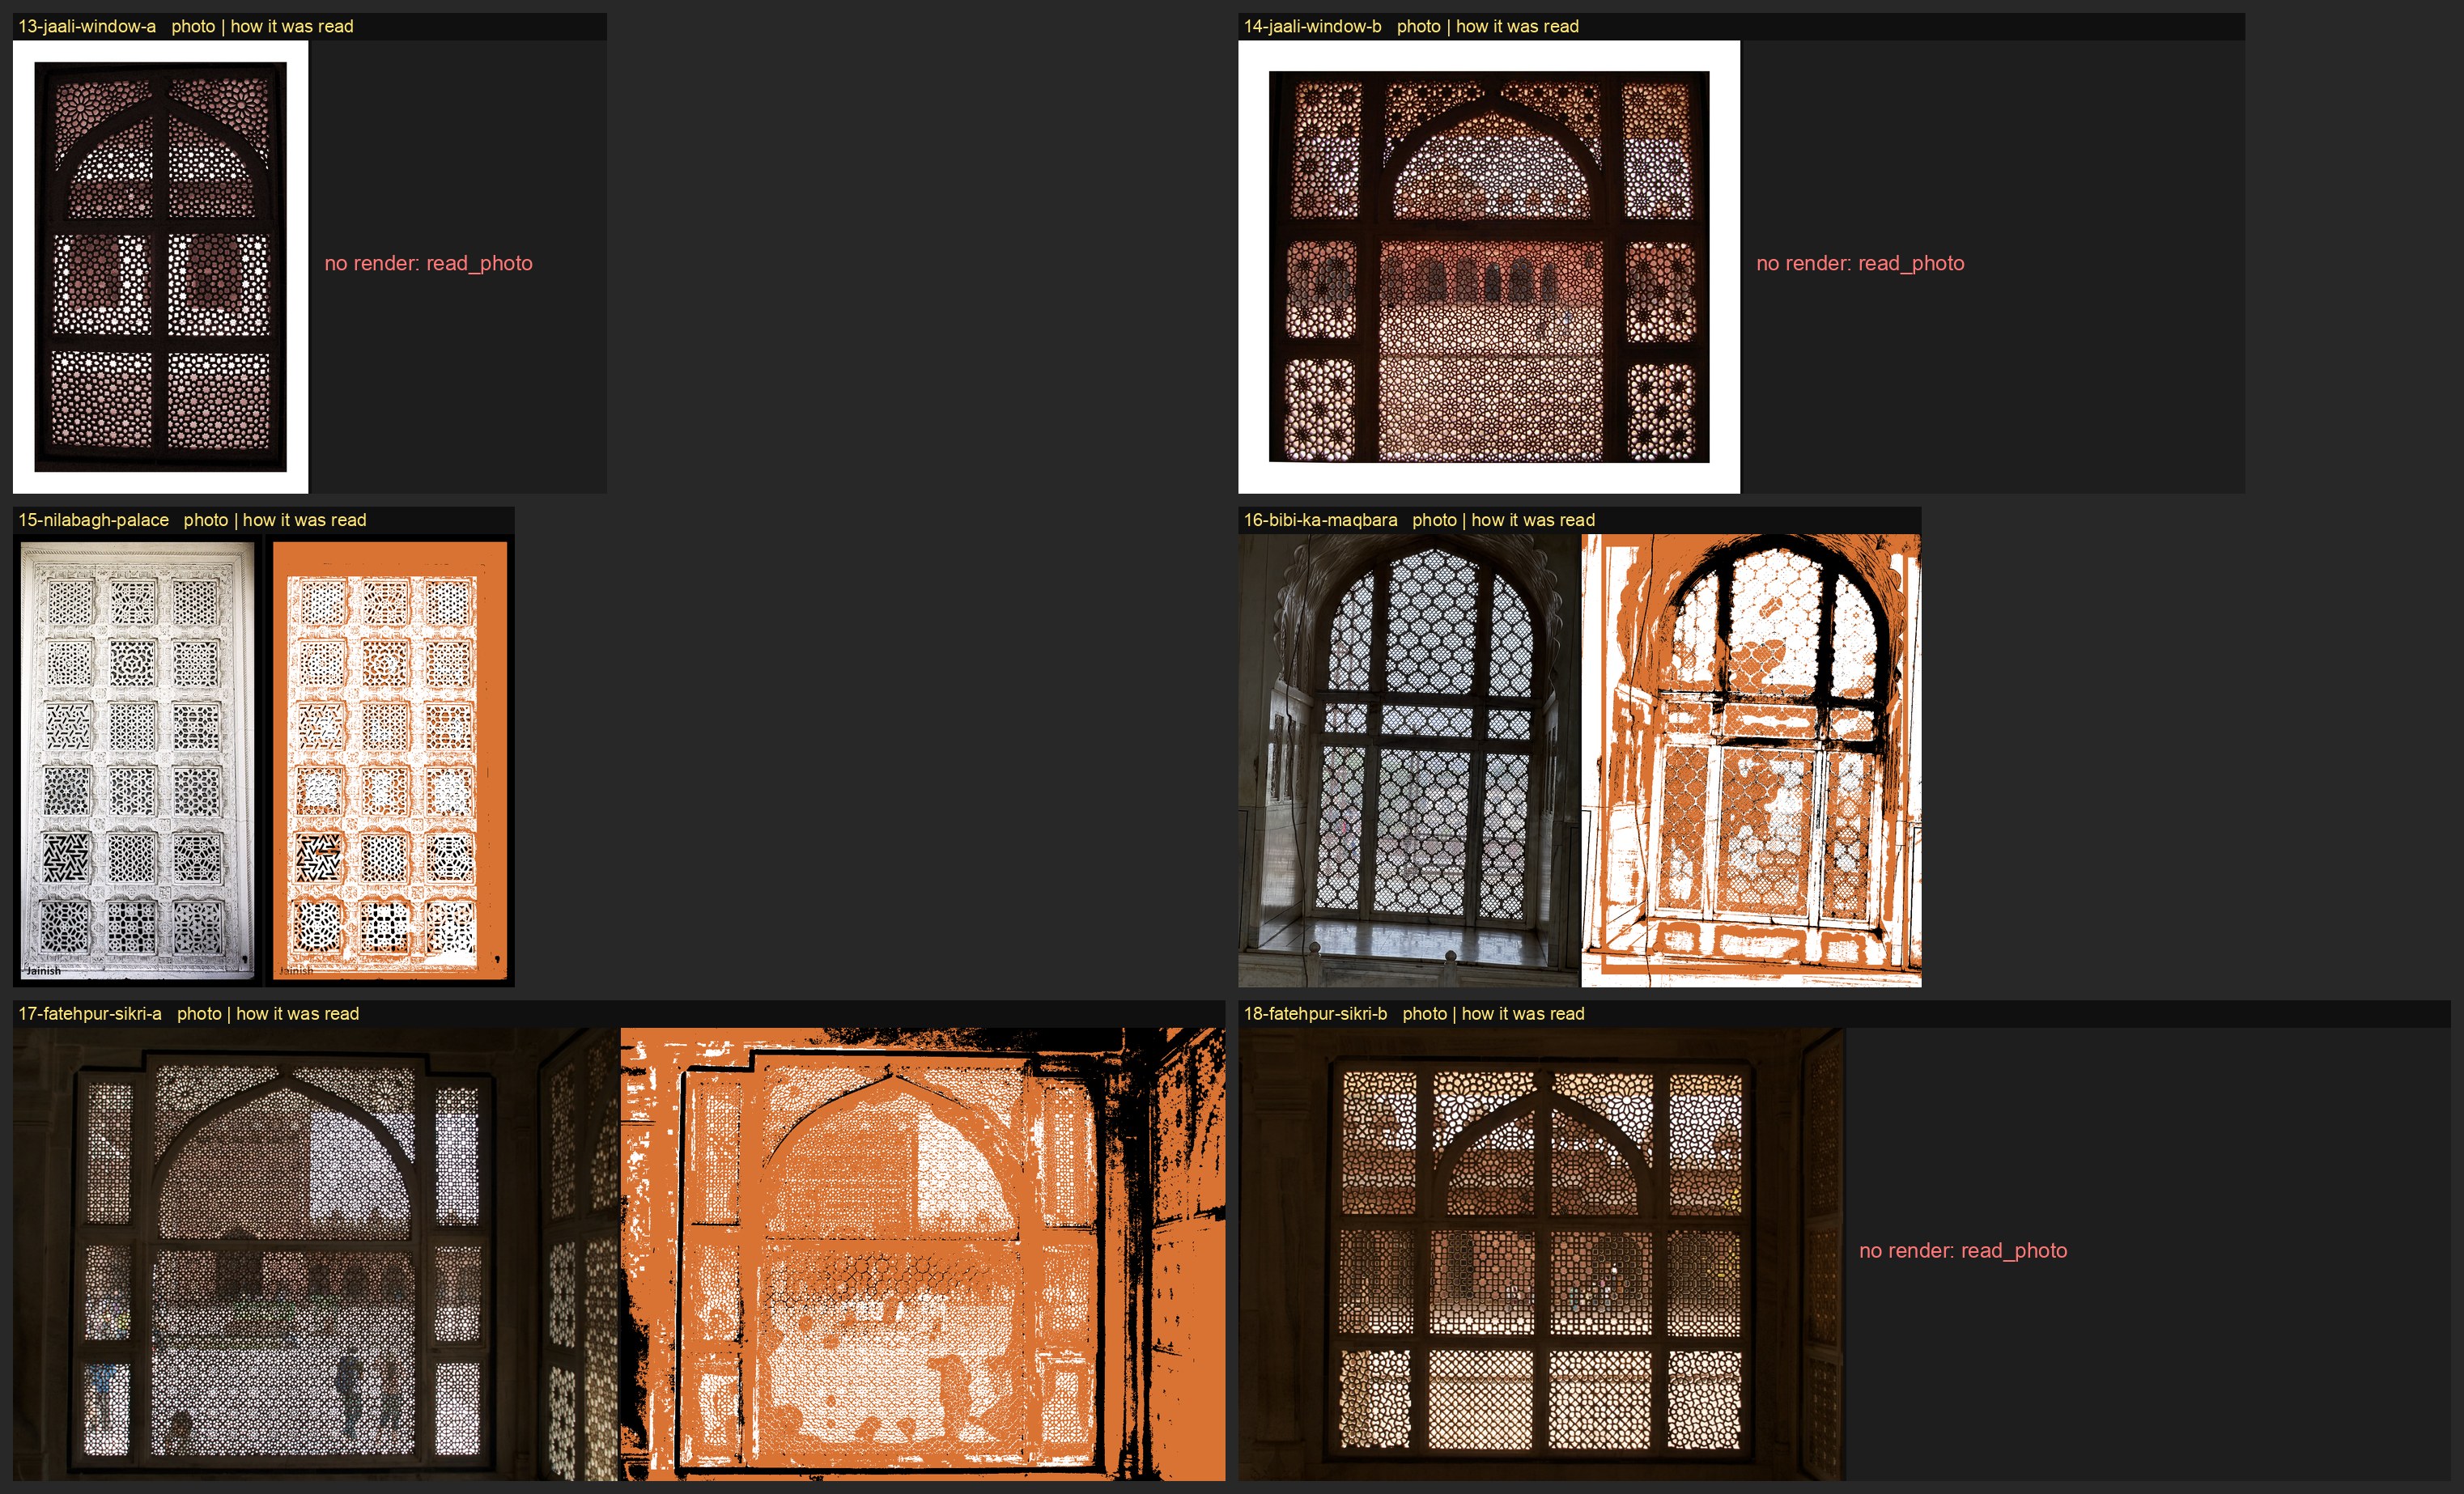 13-jaali-window-a photo | how it was read
no render: read_photo
14-jaali-window-b photo | how it was read
no render: read_photo
15-nilabagh-palace photo | how it was read
Jainish
Jainish
16-bibi-ka-maqbara photo | how it was read
17-fatehpur-sikri-a photo | how it was read
18-fatehpur-sikri-b photo | how it was read
no render: read_photo